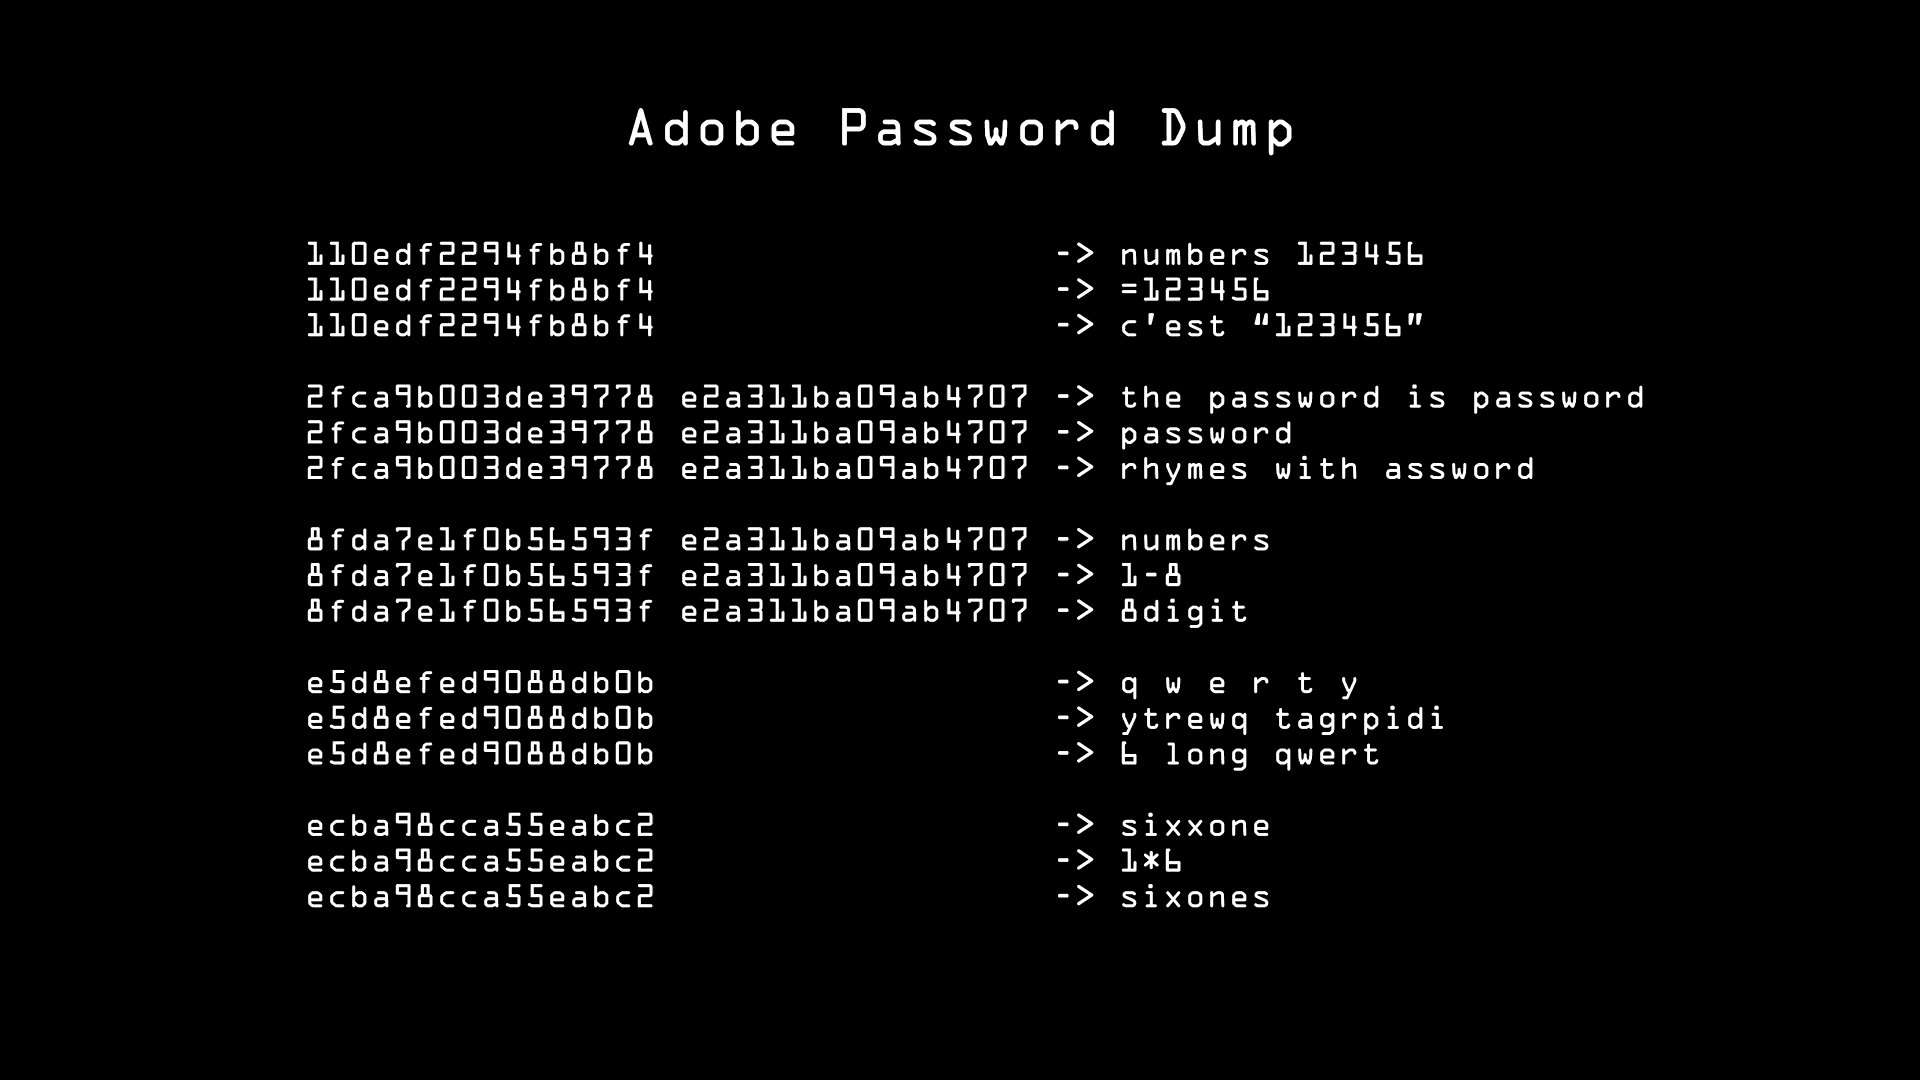 Adobe Password Dump
110edf2294fb8bf4 -> numbers 123456
110edf2294fb8bf4 -> =123456
110edf2294fb8bf4 -> c'est “123456”
2fca9b003de39778 e2a311ba09ab4707 -> the password is password
2fca9b003de39778 e2a311ba09ab4707 -> password
2fca9b003de39778 e2a311ba09ab4707 -> rhymes with assword
8fda7e1f0b56593f e2a311ba09ab4707 -> numbers
8fda7e1f0b56593f e2a311ba09ab4707 -> 1-8
8fda7e1f0b56593f e2a311ba09ab4707 -> 8digit
e5d8efed9088db0b -> q w e r t y
e5d8efed9088db0b -> ytrewq tagrpidi
e5d8efed9088db0b -> 6 long qwert
ecba98cca55eabc2 -> sixxone
ecba98cca55eabc2 -> 1*6
ecba98cca55eabc2 -> sixones